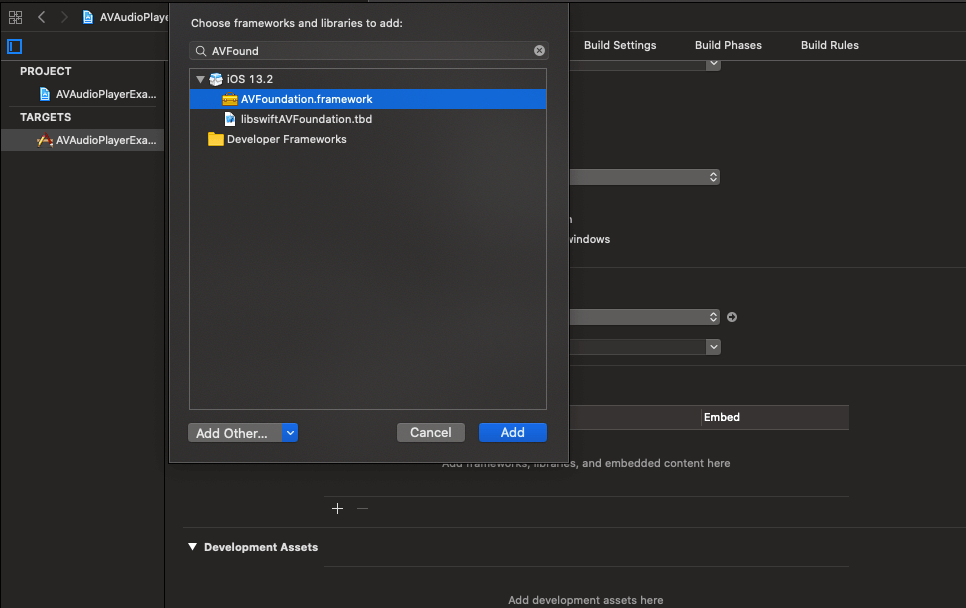 AVAudioPlaye
Choose frameworks and libraries to add:
AVFound
Build Settings
Build Phases
Build Rules
PROJECT
AVAudioPlayerExa...
TARGETS
AVAudioPlayerExa...
iOS 13.2
AVFoundation.framework
libswiftAVFoundation.tbd
Developer Frameworks
windows
Add Other...
Cancel
Add
Embed
Add frameworks, libraries, and embedded content here
Development Assets
Add development assets here